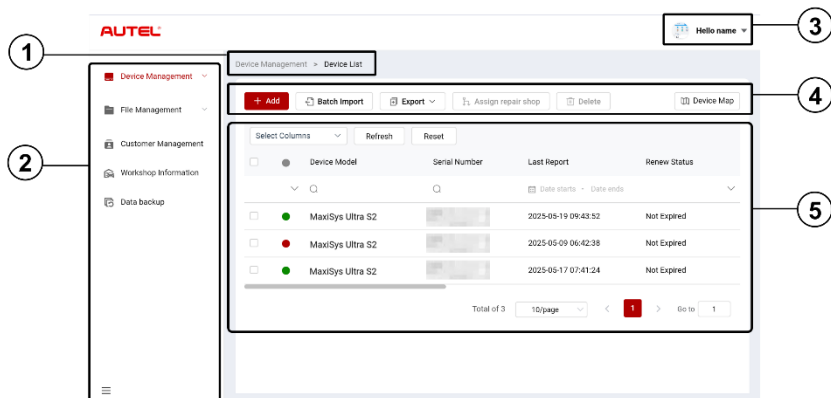 AUTEL
Hello name
3
1
Device Management > Device List
Device Management
File Management
Customer Management
Workshop Information
Data backup
2
+ Add
Batch Import
Export
Assign repair shop
Delete
Device Map
4
Select Columns
Refresh
Reset
Device Model
Serial Number
Last Report
Renew Status
Date starts - Date ends
MaxiSys Ultra S2
2025-05-19 09:43:52
Not Expired
5
MaxiSys Ultra S2
2025-05-09 06:42:38
Not Expired
MaxiSys Ultra S2
2025-05-17 07:41:24
Not Expired
Total of 3
10/page
<
1
>
Go to
1